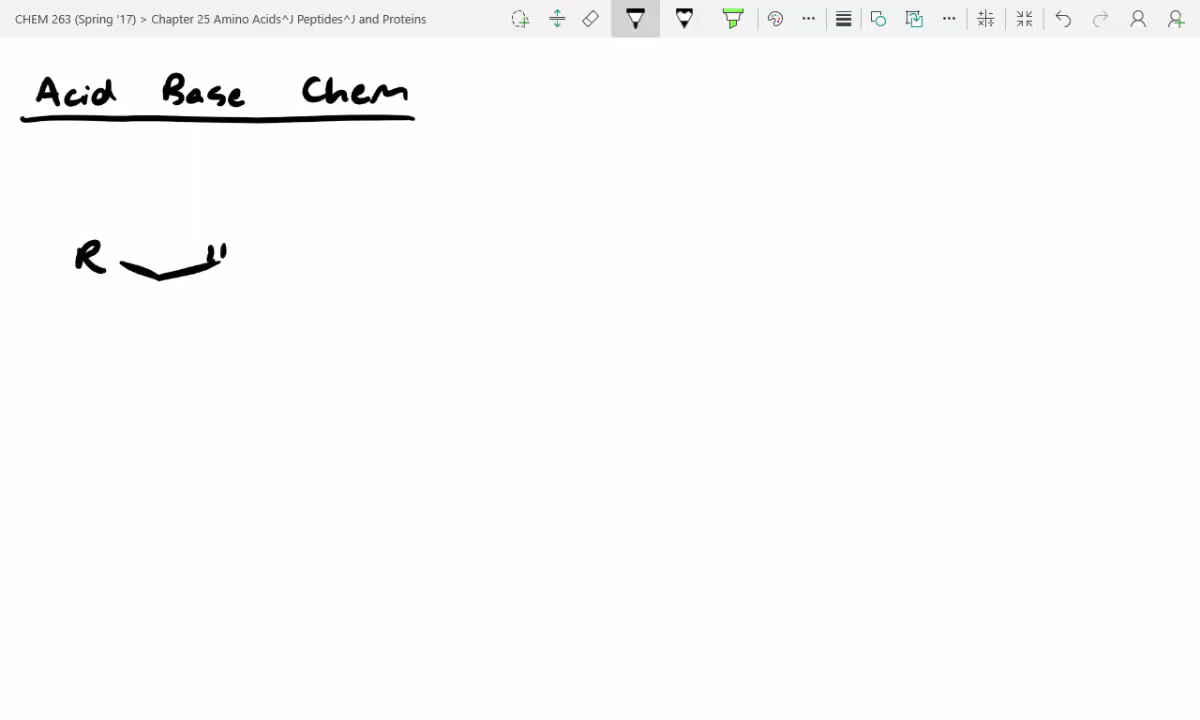 CHEM 263 (Spring '17) > Chapter 25 Amino Acids^J Peptides^J and Proteins
Acid Base Chem
R